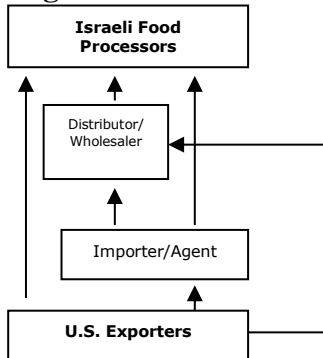 Israeli Food
Processors
Distributor/
Wholesaler
Importer/Agent
U.S. Exporters